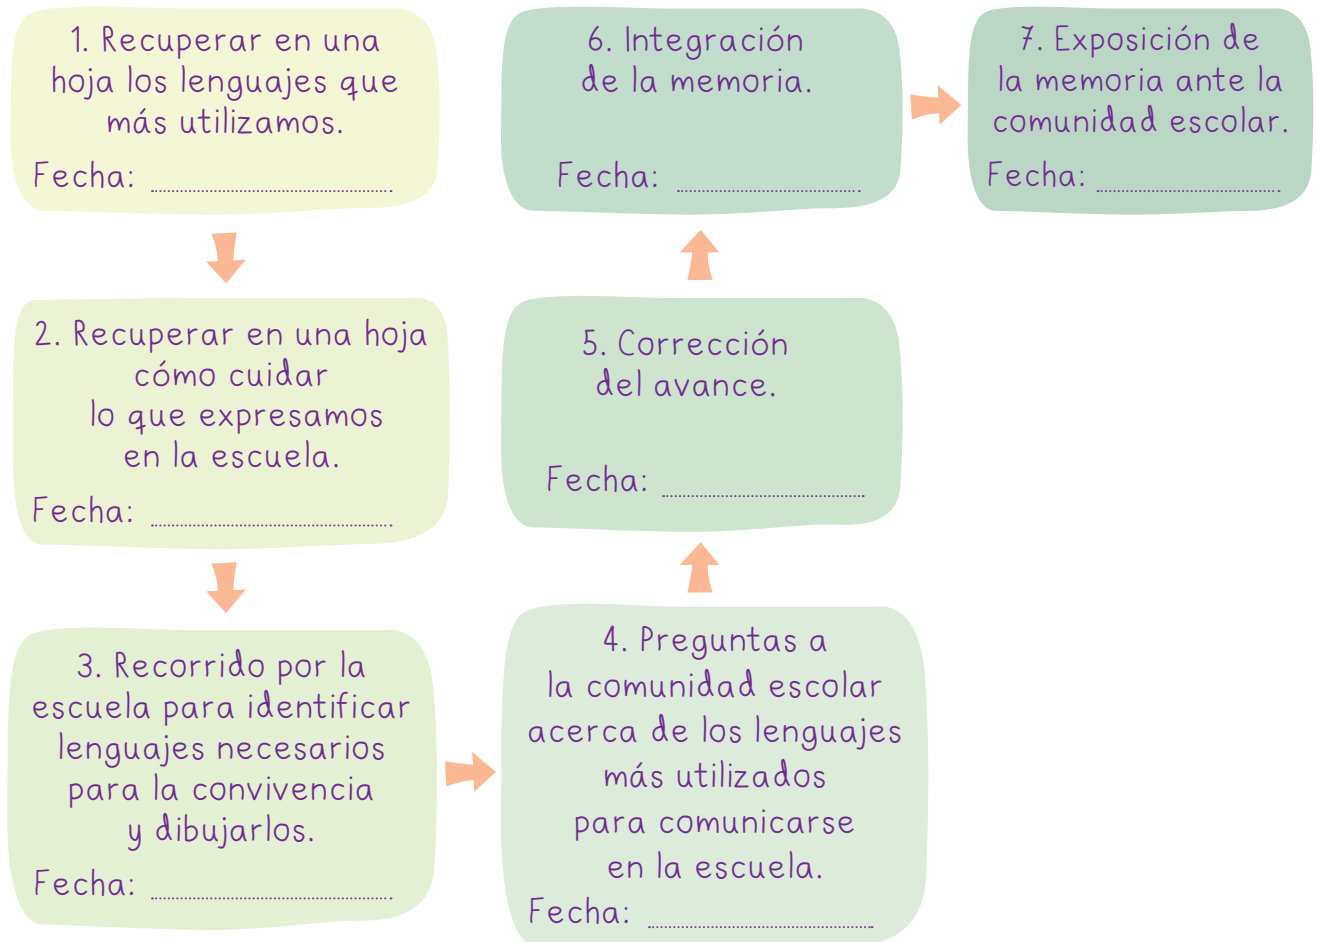 1. Recuperar en una
hoja los lenguajes que
más utilizamos.
Fecha:
2. Recuperar en una hoja
cómo cuidar
lo que expresamos
en la escuela.
Fecha:
3. Recorrido por la
escuela para identificar
lenguajes necesarios
para la convivencia
y dibujarlos.
Fecha:
4. Preguntas a
la comunidad escolar
acerca de los lenguajes
más utilizados
para comunicarse
en la escuela.
Fecha:
5. Corrección
del avance.
Fecha:
6. Integración
de la memoria.
Fecha:
7. Exposición de
la memoria ante la
comunidad escolar.
Fecha: